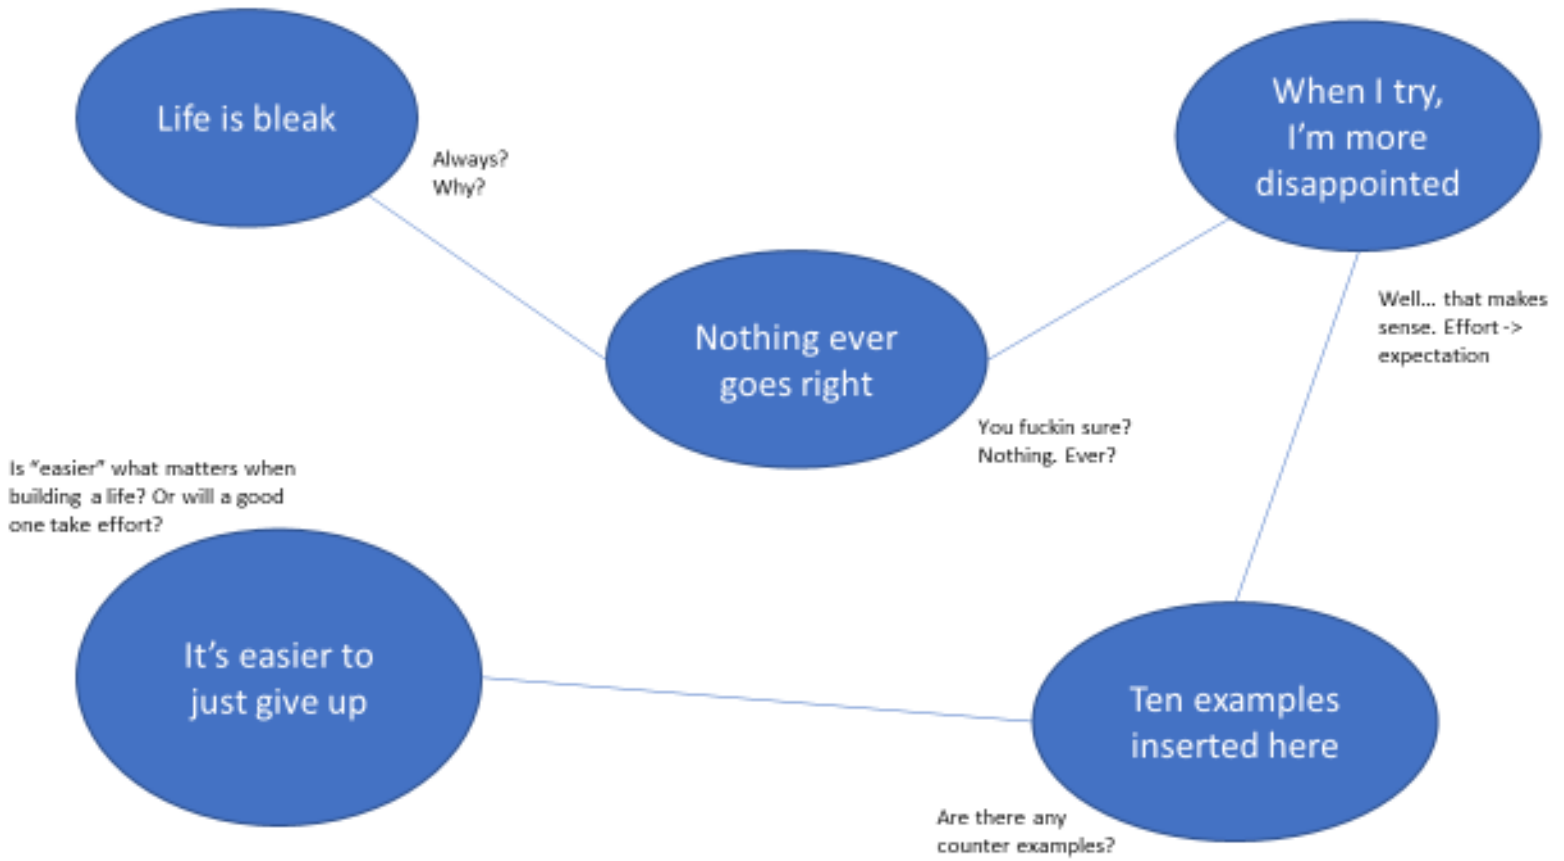 Life is bleak
Always?
Why?
When I try,
I'm more
disappointed
Well... that makes
sense. Effort ->
expectation
Nothing ever
goes right
You fuckin sure?
Nothing. Ever?
Is "easier" what matters when
building a life? Or will a good
one take effort?
It's easier to
just give up
Ten examples
inserted here
Are there any
counter examples?